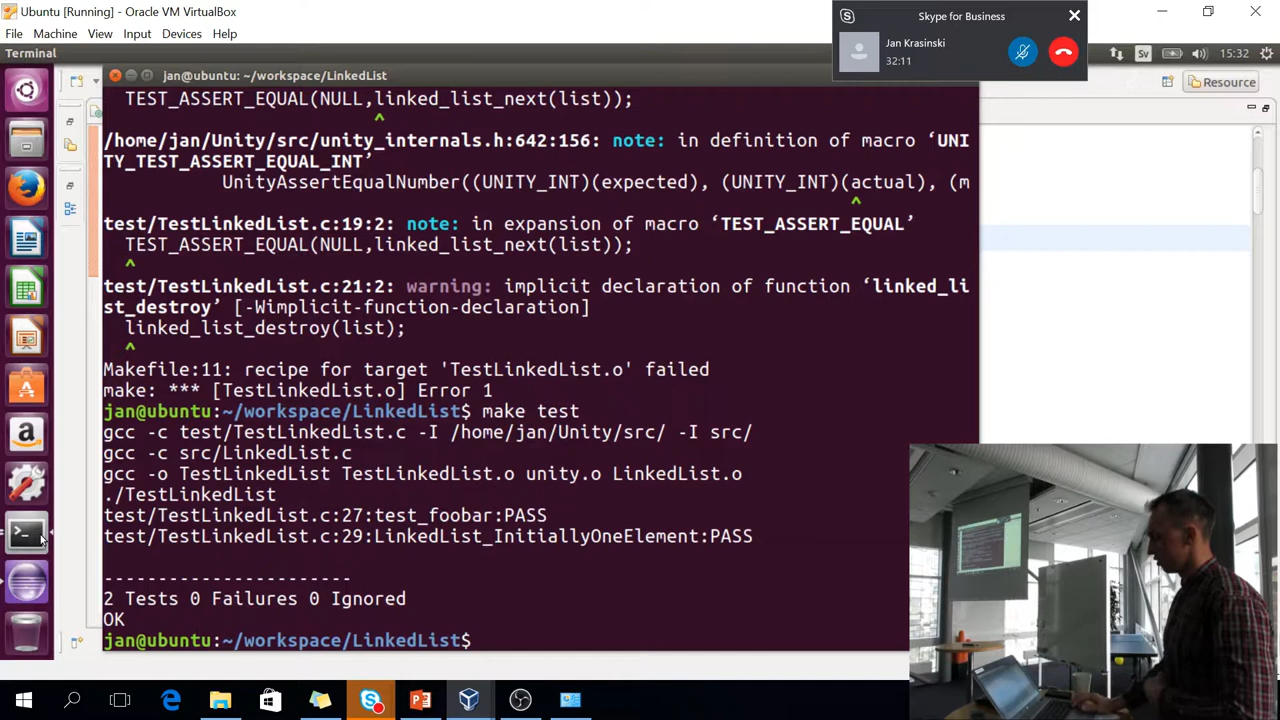 Ubuntu [Running] - Oracle VM VirtualBox
File Machine View Input Devices Help
Skype for Business
Jan Krasinski
32:11
Terminal
Sv
15:32
Resource
jan@ubuntu: ~/workspace/LinkedList
TEST_ASSERT_EQUAL(NULL,linked_list_next(list));
^
/home/jan/Unity/src/unity_internals.h:642:156: note: in definition of macro ‘UNI
TY_TEST_ASSERT_EQUAL_INT’
UnityAssertEqualNumber((UNITY_INT)(expected), (UNITY_INT)(actual), (m
^
test/TestLinkedList.c:19:2: note: in expansion of macro ‘TEST_ASSERT_EQUAL’
TEST_ASSERT_EQUAL(NULL,linked_list_next(list));
^
test/TestLinkedList.c:21:2: warning: implicit declaration of function ‘linked_li
st_destroy’ [-Wimplicit-function-declaration]
linked_list_destroy(list);
^
Makefile:11: recipe for target 'TestLinkedList.o' failed
make: *** [TestLinkedList.o] Error 1
jan@ubuntu:~/workspace/LinkedList$ make test
gcc -c test/TestLinkedList.c -I /home/jan/Unity/src/ -I src/
gcc -c src/LinkedList.c
gcc -o TestLinkedList TestLinkedList.o unity.o LinkedList.o
./TestLinkedList
test/TestLinkedList.c:27:test_foobar:PASS
test/TestLinkedList.c:29:LinkedList_InitiallyOneElement:PASS
-----------------------
2 Tests 0 Failures 0 Ignored
OK
jan@ubuntu:~/workspace/LinkedList$